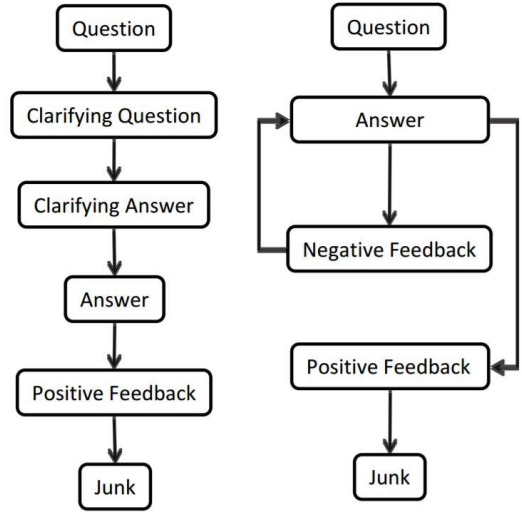 Question
Clarifying Question
Clarifying Answer
Answer
Positive Feedback
Junk
Question
Answer
Negative Feedback
Positive Feedback
Junk